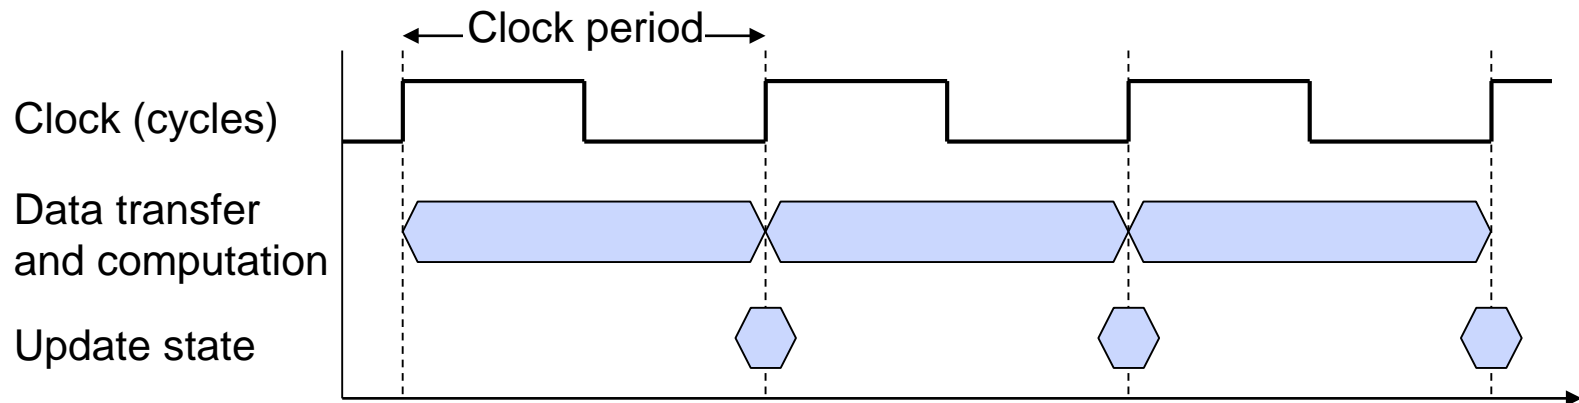 Clock period
Clock (cycles)
Data transfer
and computation
Update state